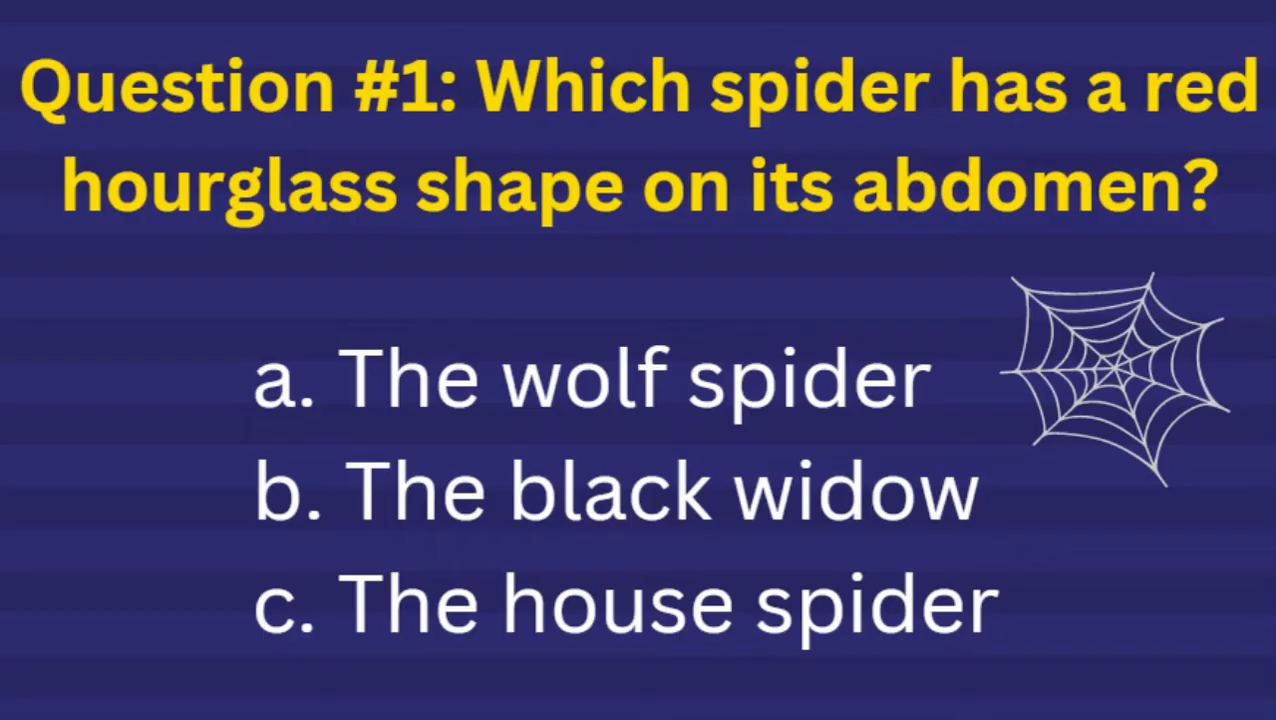 Question #1: Which spider has a red
hourglass shape on its abdomen?
a. The wolf spider
b. The black widow
c. The house spider